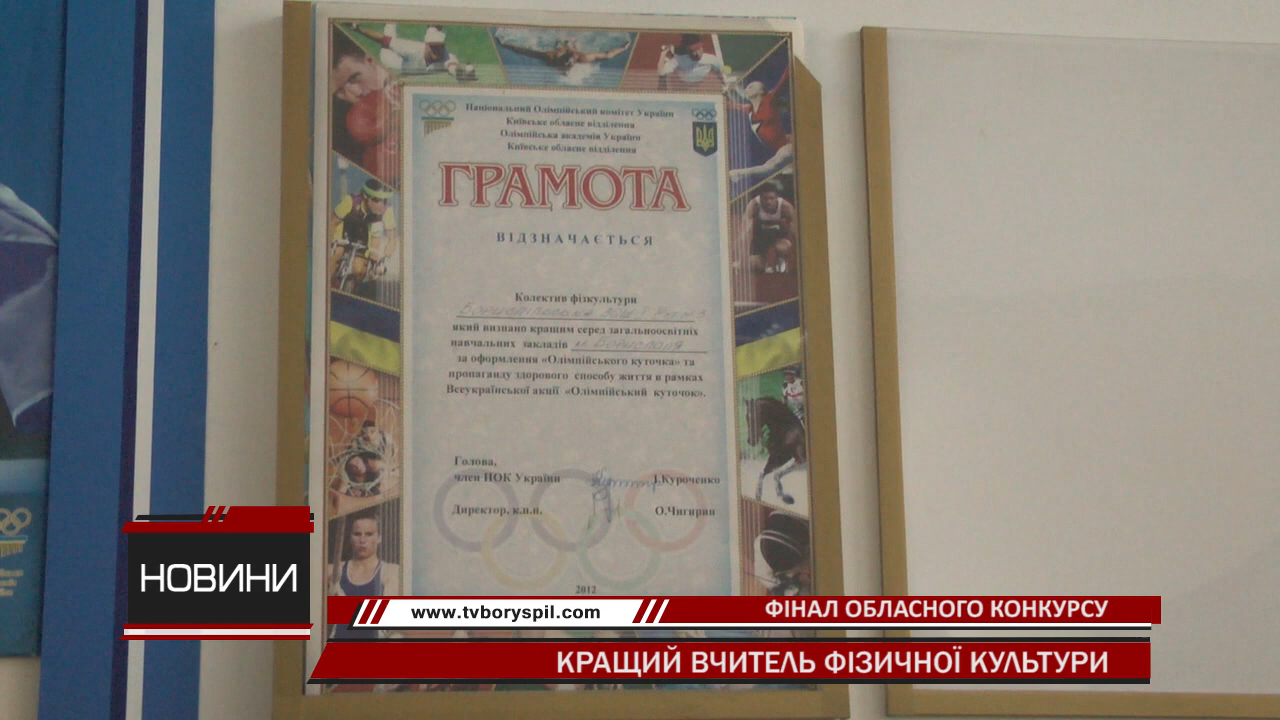 Національний Олімпійський комітет України
Київське обласне відділення
Олімпійська академія України
Київське обласне відділення
ГРАМОТА
ВІДЗНАЧАЄТЬСЯ
Колектив фізкультури
який визнано кращим серед загальноосвітніх
навчальних закладів м. Борисполя
за оформлення «Олімпійського куточка» та
пропаганду здорового способу життя в рамках
Всеукраїнської акції «Олімпійський куточок».
Голова,
член НОК України І.Куроченко
Директор, к.п.н. О.Чигирин
2012
НОВИНИ
www.tvboryspil.com
ФІНАЛ ОБЛАСНОГО КОНКУРСУ
КРАЩИЙ ВЧИТЕЛЬ ФІЗИЧНОЇ КУЛЬТУРИ